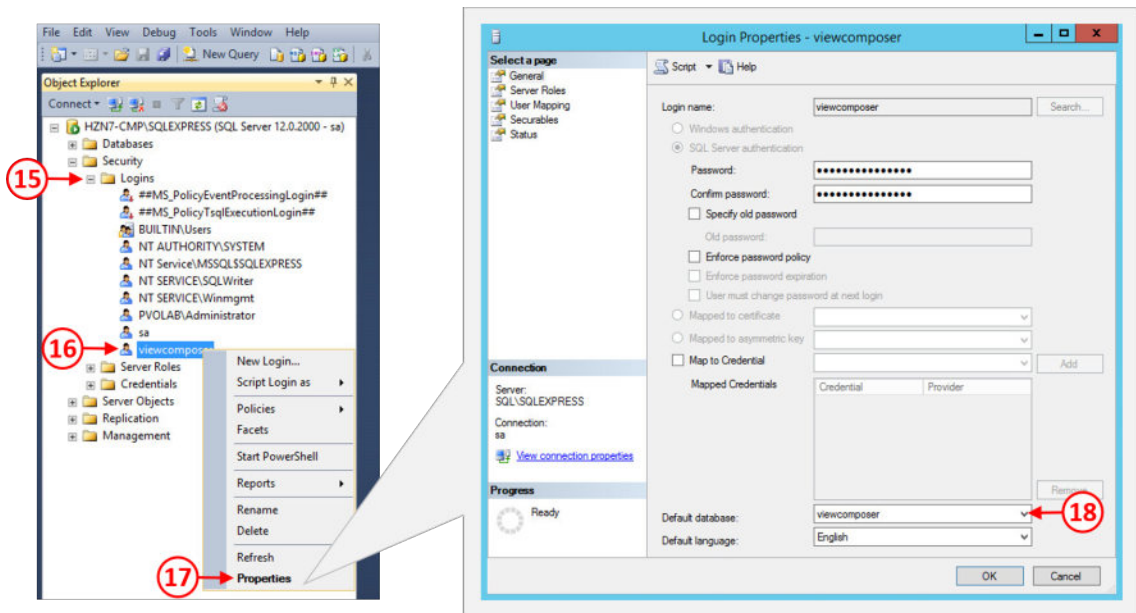 File Edit View Debug Tools Window Help
New Query
Object Explorer
Connect
HZN7-CMP\SQLEXPRESS (SQL Server 12.0.2000 - sa)
Databases
Security
15
Logins
##MS_PolicyEventProcessingLogin##
##MS_PolicyTsqlExecutionLogin##
BUILTIN\Users
NT AUTHORITY\SYSTEM
NT Service\MSSQL$SQLEXPRESS
NT SERVICE\SQLWriter
NT SERVICE\Winmgmt
PVOLAB\Administrator
sa
16
viewcomposer
Server Roles
Credentials
Server Objects
Replication
Management
New Login...
Script Login as
Policies
Facets
Start PowerShell
Reports
Rename
Delete
Refresh
17
Properties
Login Properties - viewcomposer
Select a page
General
Server Roles
User Mapping
Securables
Status
Connection
Server:
SQL\SQLEXPRESS
Connection:
sa
View connection properties
Progress
Ready
Script Help
Login name: viewcomposer Search...
Windows authentication
SQL Server authentication
Password: •••••••••••••••
Confirm password: •••••••••••••••
Specify old password
Old password:
Enforce password policy
Enforce password expiration
User must change password at next login
Mapped to certificate
Mapped to asymmetric key
Map to Credential Add
Mapped Credentials Credential Provider
Remove
Default database: viewcomposer 18
Default language: English
OK Cancel